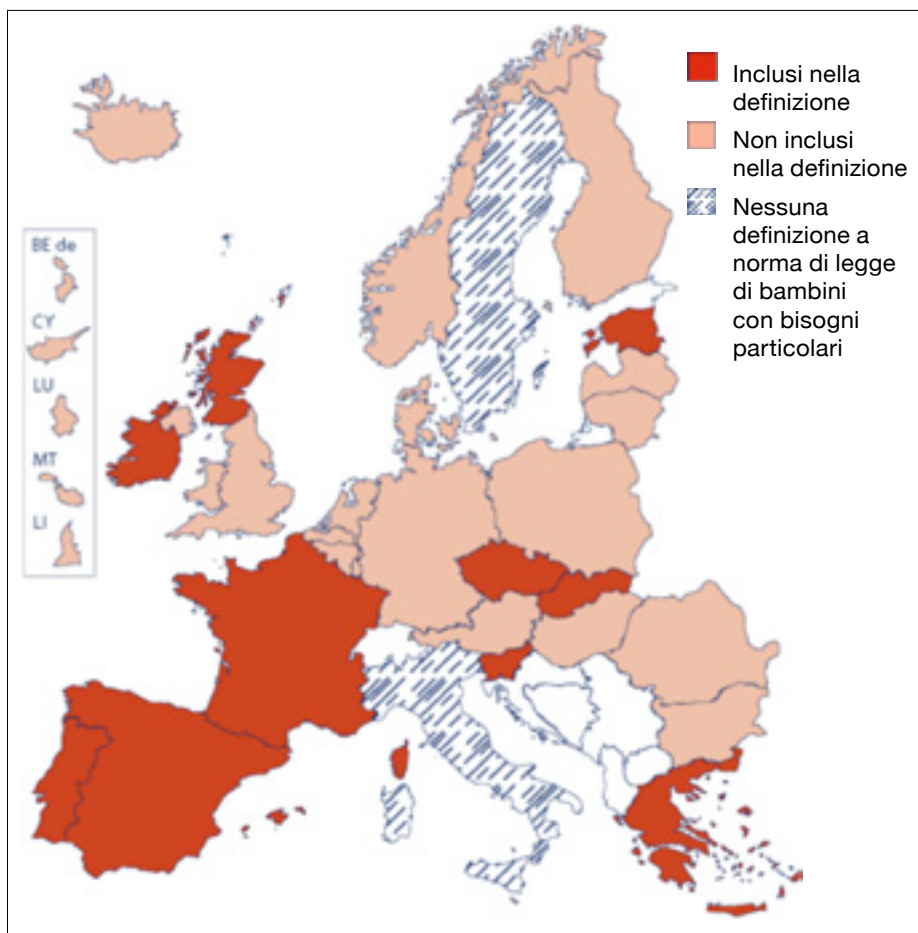 Inclusi nella
definizione
Non inclusi
nella definizione
Nessuna
definizione a
norma di legge
di bambini
con bisogni
particolari
BE de
CY
LU
MT
LI